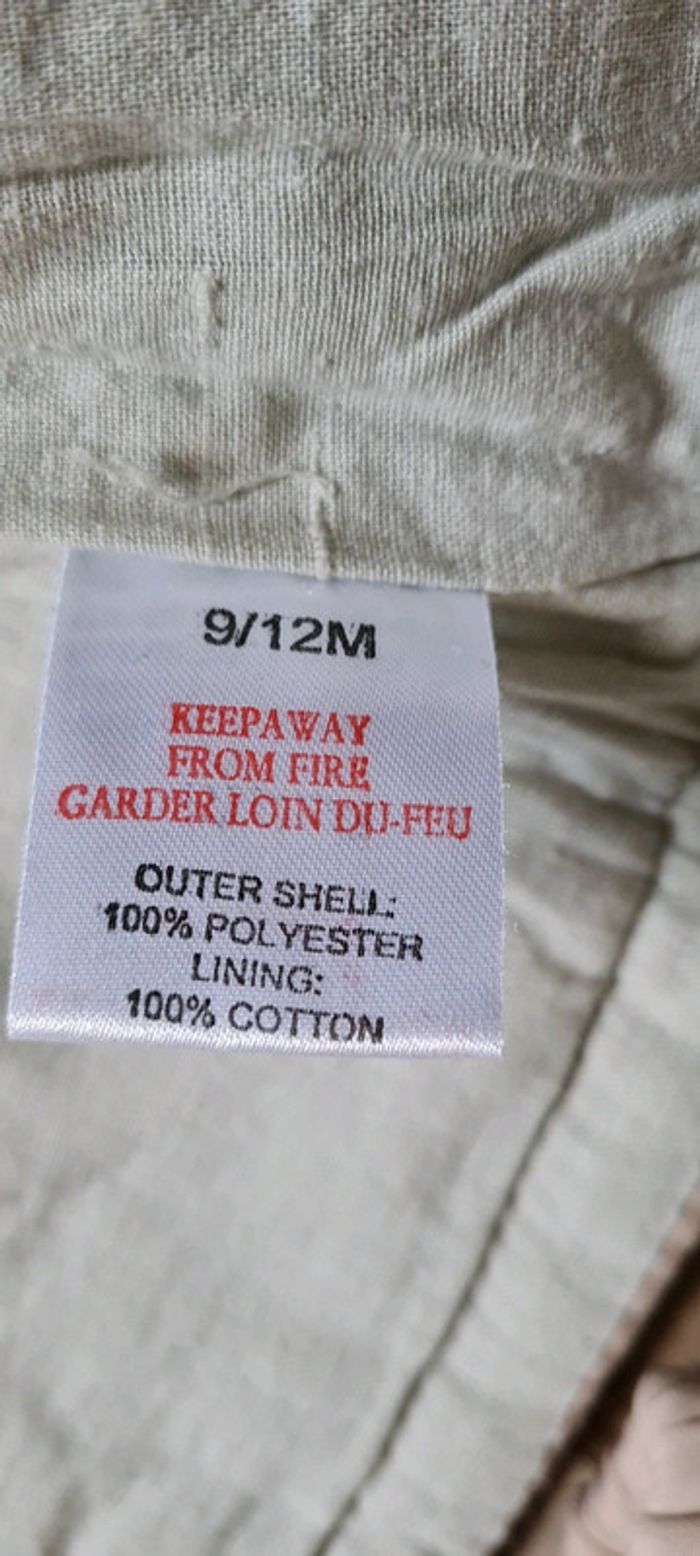 9/12M
KEEPAWAY
FROM FIRE
GARDER LOIN DU-FEU
OUTER SHELL:
100% POLYESTER
LINING:
100% COTTON